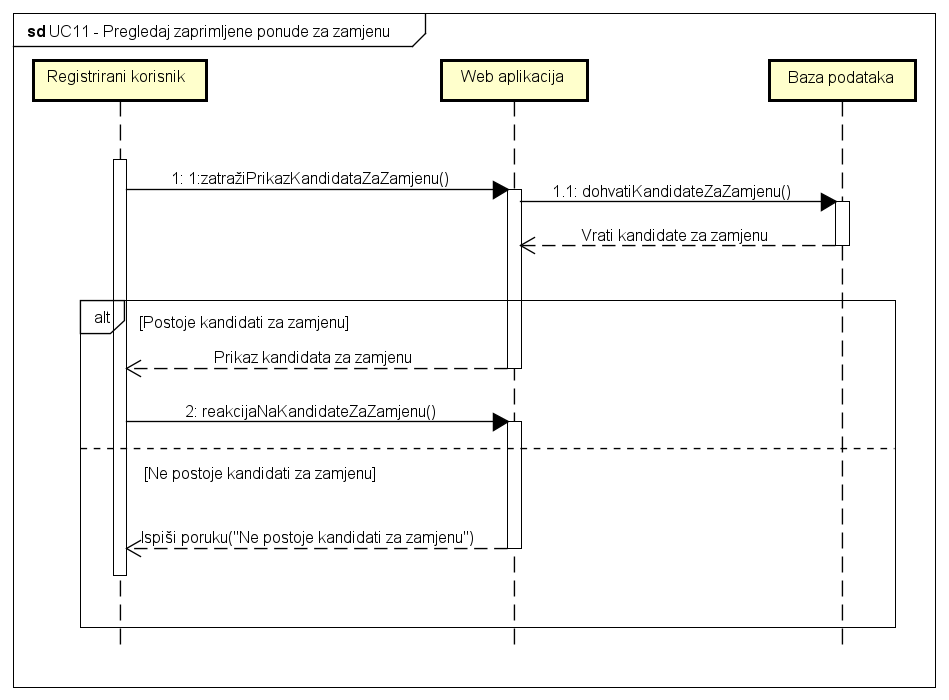 sd UC11 - Pregledaj zaprimljene ponude za zamjenu
Registrirani korisnik
Web aplikacija
Baza podataka
1: 1:zatražiPrikazKandidataZaZamjenu()
1.1: dohvatiKandidateZaZamjenu()
Vrati kandidate za zamjenu
alt
[Postoje kandidati za zamjenu]
Prikaz kandidata za zamjenu
2: reakcijaNaKandidateZaZamjenu()
[Ne postoje kandidati za zamjenu]
Ispiši poruku("Ne postoje kandidati za zamjenu")